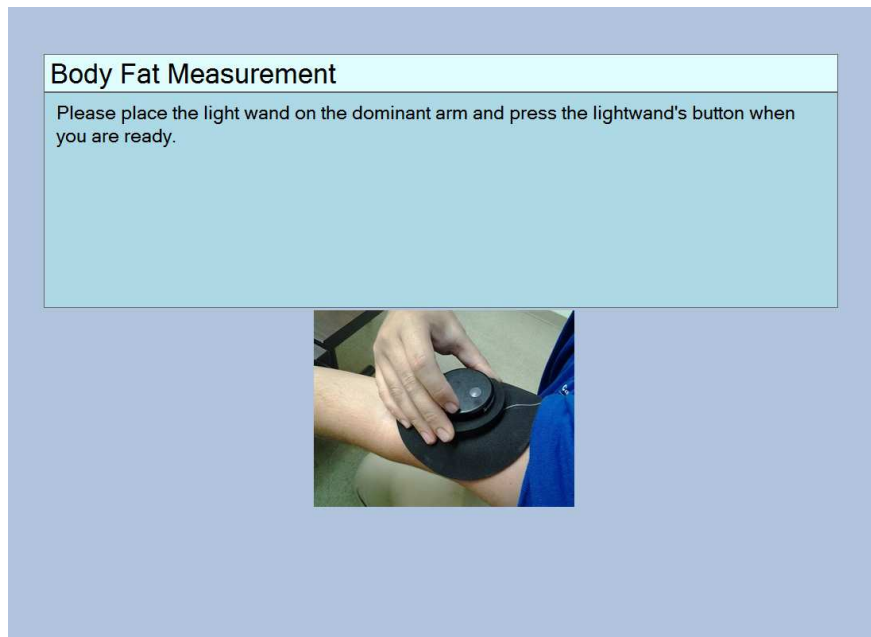 Body Fat Measurement
Please place the light wand on the dominant arm and press the lightwand's button when
you are ready.